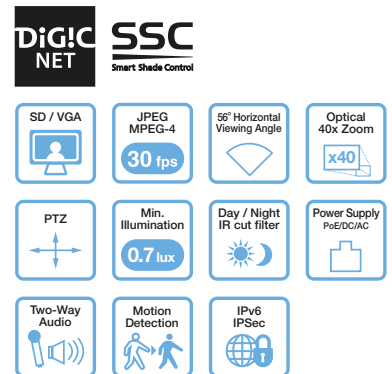 DiG!C
NET
SSC
Smart Shade Control
SD / VGA
JPEG
MPEG-4
30 fps
56° Horizontal
Viewing Angle
Optical
40x Zoom
x40
PTZ
Min.
Illumination
0.7 lux
Day / Night
IR cut filter
Power Supply
PoE/DC/AC
Two-Way
Audio
Motion
Detection
IPv6
IPSec